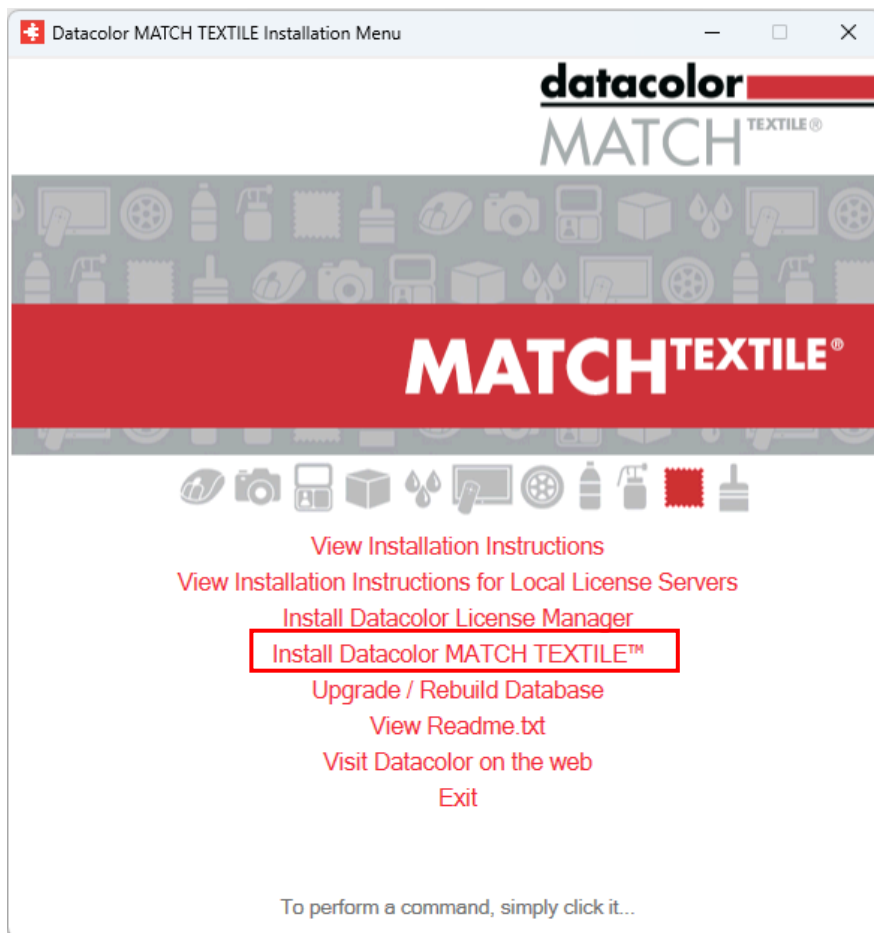 Datacolor MATCH TEXTILE Installation Menu
datacolor
MATCH TEXTILE®
MATCHTEXTILE®
View Installation Instructions
View Installation Instructions for Local License Servers
Install Datacolor License Manager
Install Datacolor MATCH TEXTILE™
Upgrade / Rebuild Database
View Readme.txt
Visit Datacolor on the web
Exit
To perform a command, simply click it...